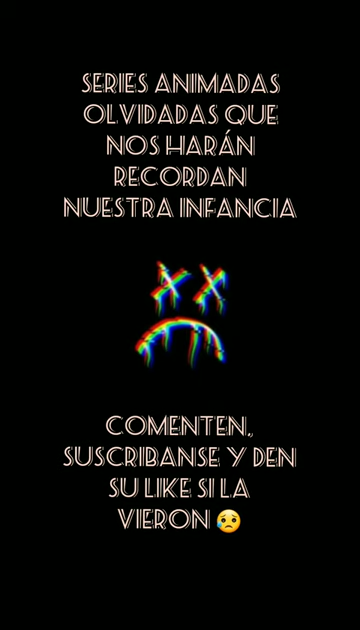 SERIES ANIMADAS
OLVIDADAS QUE
NOS HARÁN
RECORDAN
NUESTRA INFANCIA
COMENTEN,
SUSCRIBANSE Y DEN
SU LIKE SI LA
VIERON 😥